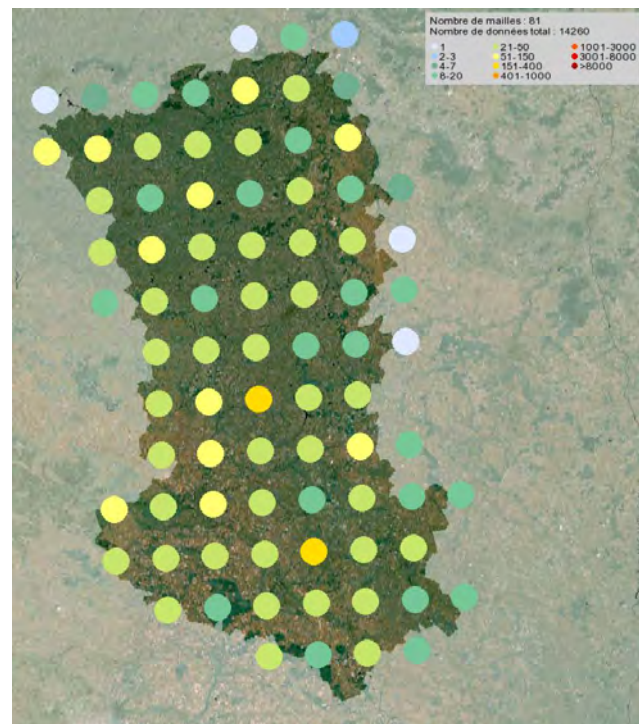 Nombre de mailles : 81
Nombre de données total : 14260
1 21-50 1001-3000
2-3 51-150 3001-8000
4-7 151-400 >8000
8-20 401-1000